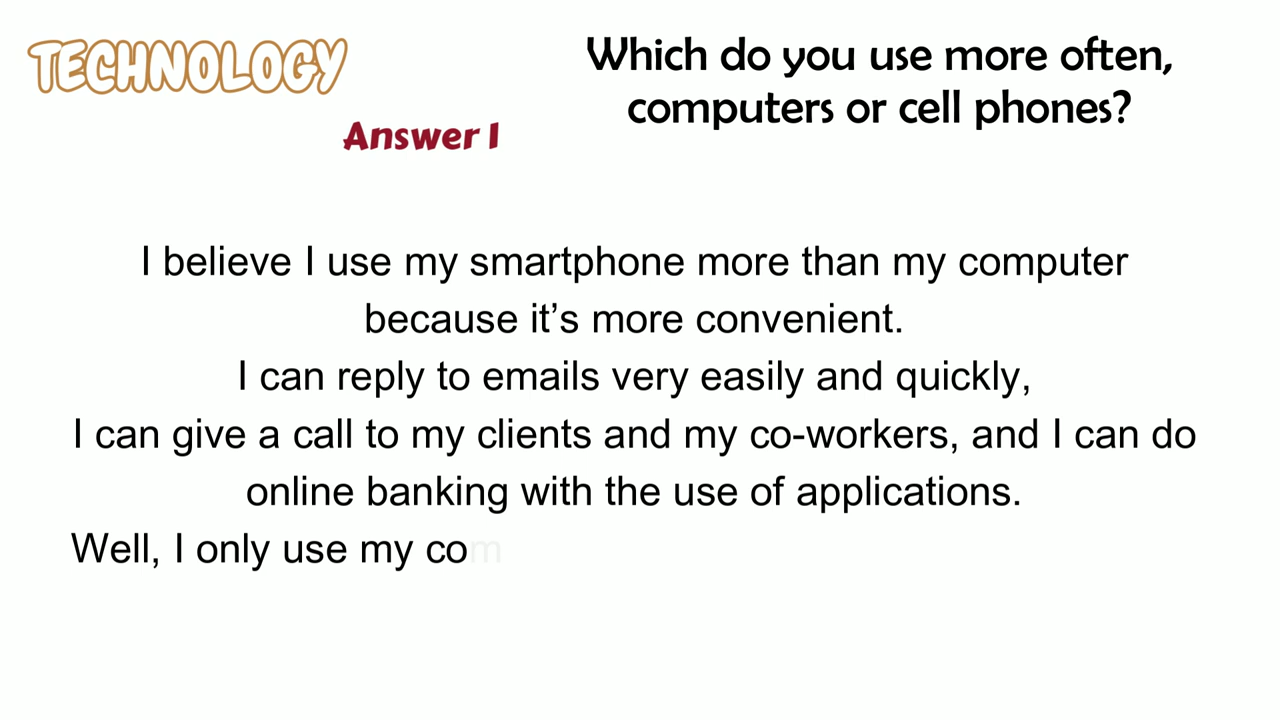 TECHNOLOGY
Which do you use more often,
computers or cell phones?
Answer 1
I believe I use my smartphone more than my computer
because it’s more convenient.
I can reply to emails very easily and quickly,
I can give a call to my clients and my co-workers, and I can do
online banking with the use of applications.
Well, I only use my com